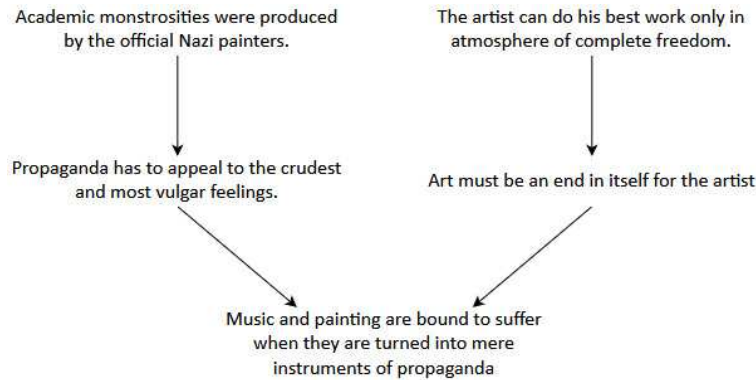 Academic monstrosities were produced
by the official Nazi painters.
The artist can do his best work only in
atmosphere of complete freedom.
Propaganda has to appeal to the crudest
and most vulgar feelings.
Art must be an end in itself for the artist
Music and painting are bound to suffer
when they are turned into mere
instruments of propaganda